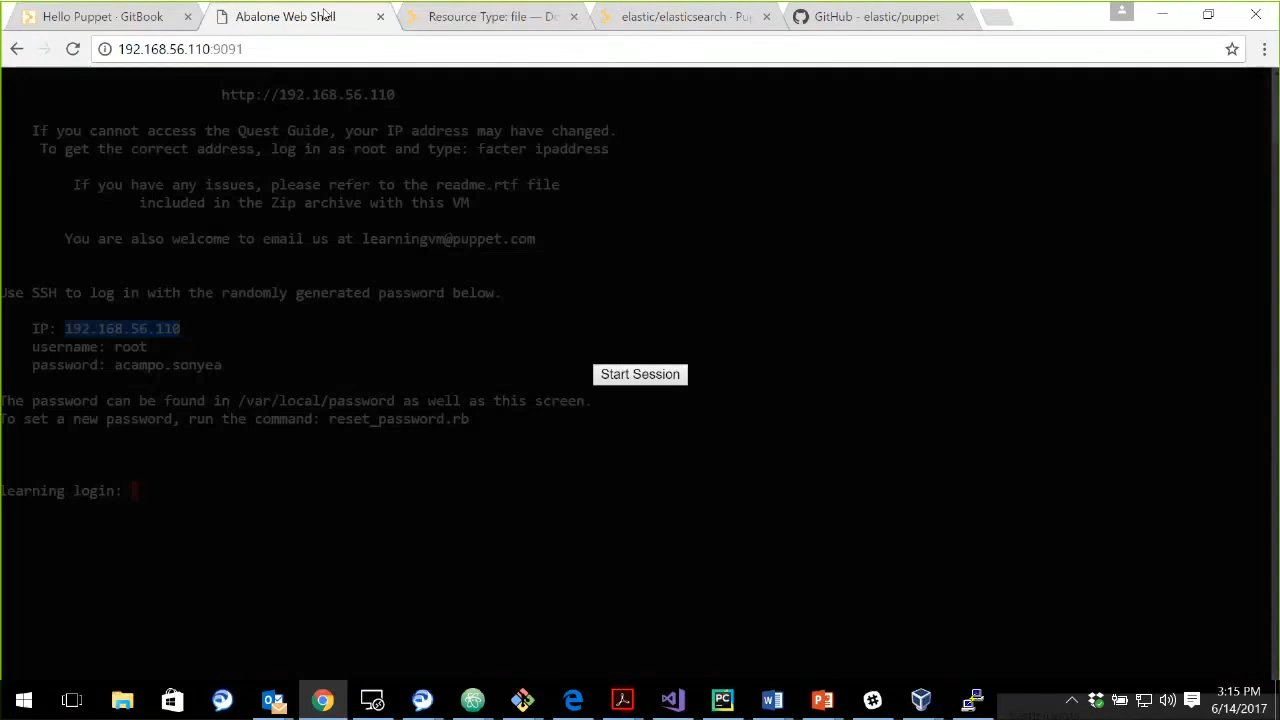 Hello Puppet - GitBook
Abalone Web Shell
Resource Type: file — Do
elastic/elasticsearch - Pup
GitHub - elastic/puppet
192.168.56.110:9091
http://192.168.56.110
If you cannot access the Quest Guide, your IP address may have changed.
To get the correct address, log in as root and type: facter ipaddress
If you have any issues, please refer to the readme.rtf file
included in the Zip archive with this VM
You are also welcome to email us at learningvm@puppet.com
Use SSH to log in with the randomly generated password below.
IP: 192.168.56.110
username: root
password: acampo.sonyea
Start Session
The password can be found in /var/local/password as well as this screen.
To set a new password, run the command: reset_password.rb
learning login:
3:15 PM
6/14/2017